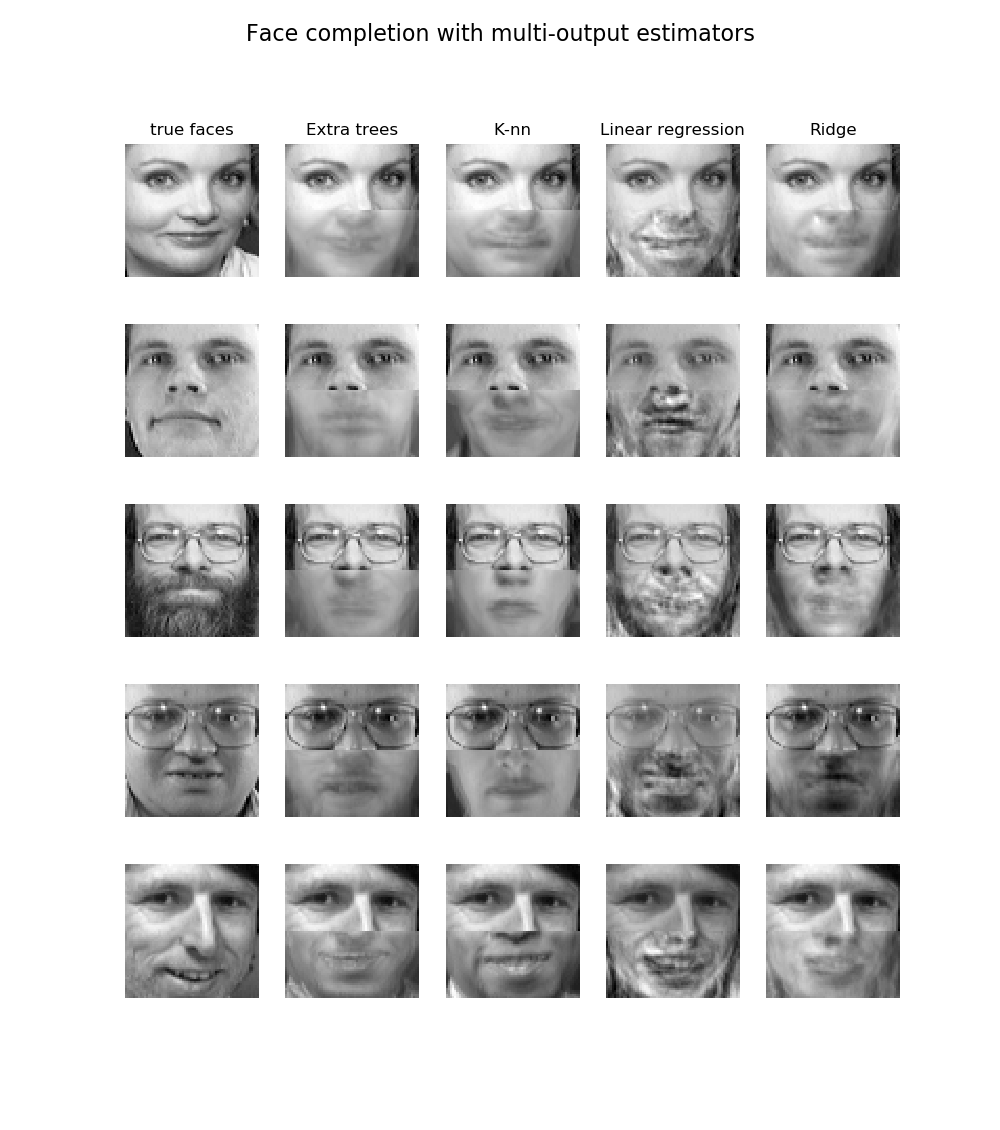 Face completion with multi-output estimators
true faces Extra trees K-nn Linear regression Ridge